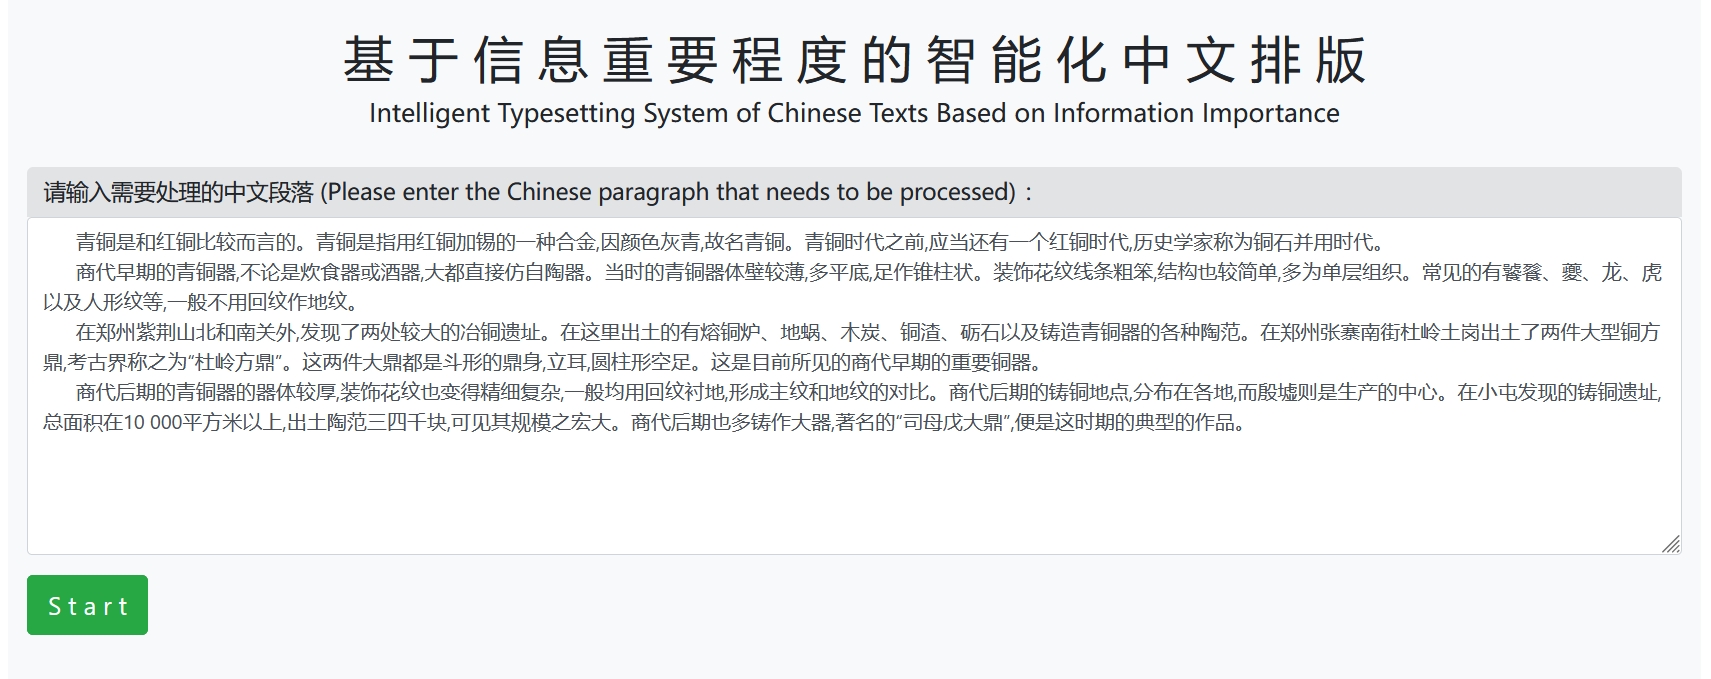 基于信息重要程度的智能化中文排版
Intelligent Typesetting System of Chinese Texts Based on Information Importance
请输入需要处理的中文段落 (Please enter the Chinese paragraph that needs to be processed)：
青铜是和红铜比较而言的。青铜是指用红铜加锡的一种合金,因颜色灰青,故名青铜。青铜时代之前,应当还有一个红铜时代,历史学家称为铜石并用时代。
商代早期的青铜器,不论是炊食器或酒器,大都直接仿自陶器。当时的青铜器体壁较薄,多平底,足作锥柱状。装饰花纹线条粗笨,结构也较简单,多为单层组织。常见的有饕餮、夔、龙、虎
以及人形纹等,一般不用回纹作地纹。
在郑州紫荆山北和南关外,发现了两处较大的冶铜遗址。在这里出土的有熔铜炉、地蜗、木炭、铜渣、砺石以及铸造青铜器的各种陶范。在郑州张寨南街杜岭土岗出土了两件大型铜方
鼎,考古界称之为“杜岭方鼎”。这两件大鼎都是斗形的鼎身,立耳,圆柱形空足。这是目前所见的商代早期的重要铜器。
商代后期的青铜器的器体较厚,装饰花纹也变得精细复杂,一般均用回纹衬地,形成主纹和地纹的对比。商代后期的铸铜地点,分布在各地,而殷墟则是生产的中心。在小屯发现的铸铜遗址,
总面积在10 000平方米以上,出土陶范三四千块,可见其规模之宏大。商代后期也多铸作大器,著名的“司母戊大鼎”,便是这时期的典型的作品。
Start